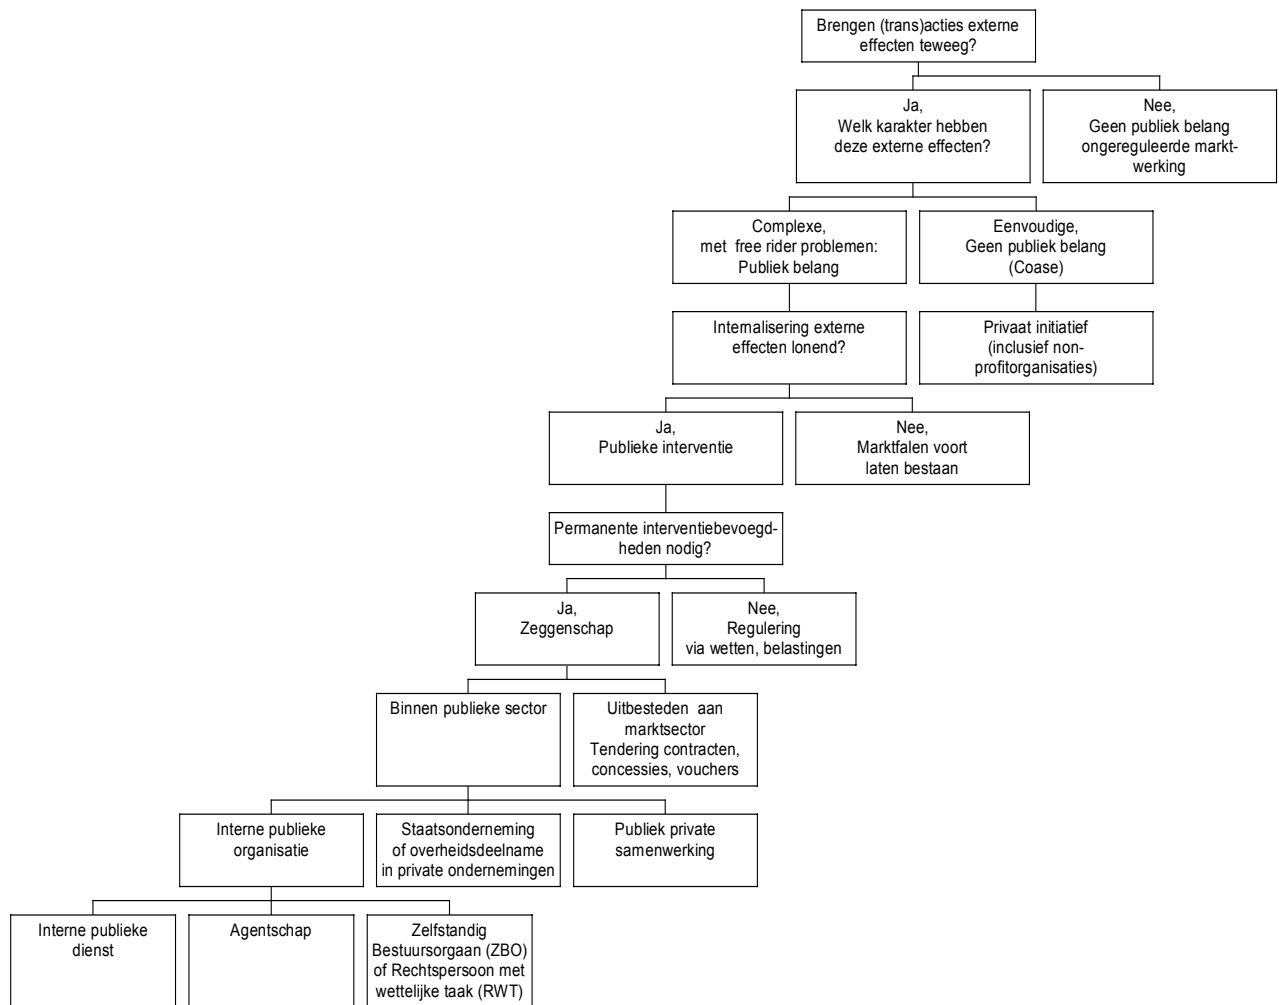 Brengen (trans)acties externe
effecten teweeg?
Ja,
Welk karakter hebben
deze externe effecten?
Nee,
Geen publiek belang
ongereguleerde markt-
werking
Complexe,
met free rider problemen:
Publiek belang
Eenvoudige,
Geen publiek belang
(Coase)
Internalisering externe
effecten lonend?
Privaat initiatief
(inclusief non-
profitorganisaties)
Ja,
Publieke interventie
Nee,
Marktfalen voort
laten bestaan
Permanente interventiebevoegd-
heden nodig?
Ja,
Zeggenschap
Nee,
Regulering
via wetten, belastingen
Binnen publieke sector
Uitbesteden aan
marktsector
Tendering contracten,
concessies, vouchers
Interne publieke
organisatie
Staatsonderneming
of overheidsdeelname
in private ondernemingen
Publiek private
samenwerking
Interne publieke
dienst
Agentschap
Zelfstandig
Bestuursorgaan (ZBO)
of Rechtspersoon met
wettelijke taak (RWT)